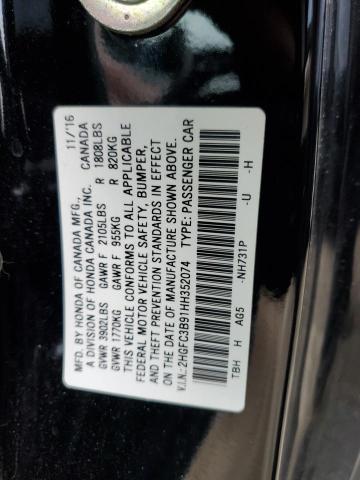 MFD. BY HONDA OF CANADA MFG., 11/'16
A DIVISION OF HONDA CANADA INC. CANADA
GVWR 3902LBS GAWR F 2105LBS R 1808LBS
GVWR 1770KG GAWR F 955KG R 820KG
THIS VEHICLE CONFORMS TO ALL APPLICABLE
FEDERAL MOTOR VEHICLE SAFETY, BUMPER,
AND THEFT PREVENTION STANDARDS IN EFFECT
ON THE DATE OF MANUFACTURE SHOWN ABOVE.
V.I.N.:2HGFC3B91HH352074 TYPE: PASSENGER CAR
TBH H AG5 -NH731P -U -H